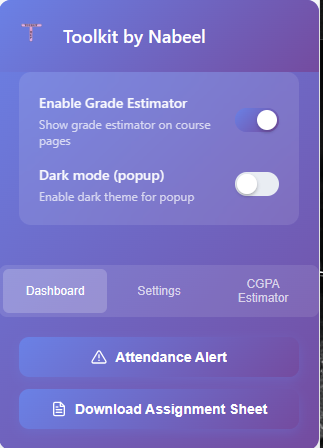 Toolkit by Nabeel
Enable Grade Estimator
Show grade estimator on course
pages
Dark mode (popup)
Enable dark theme for popup
Dashboard
Settings
CGPA
Estimator
Attendance Alert
Download Assignment Sheet